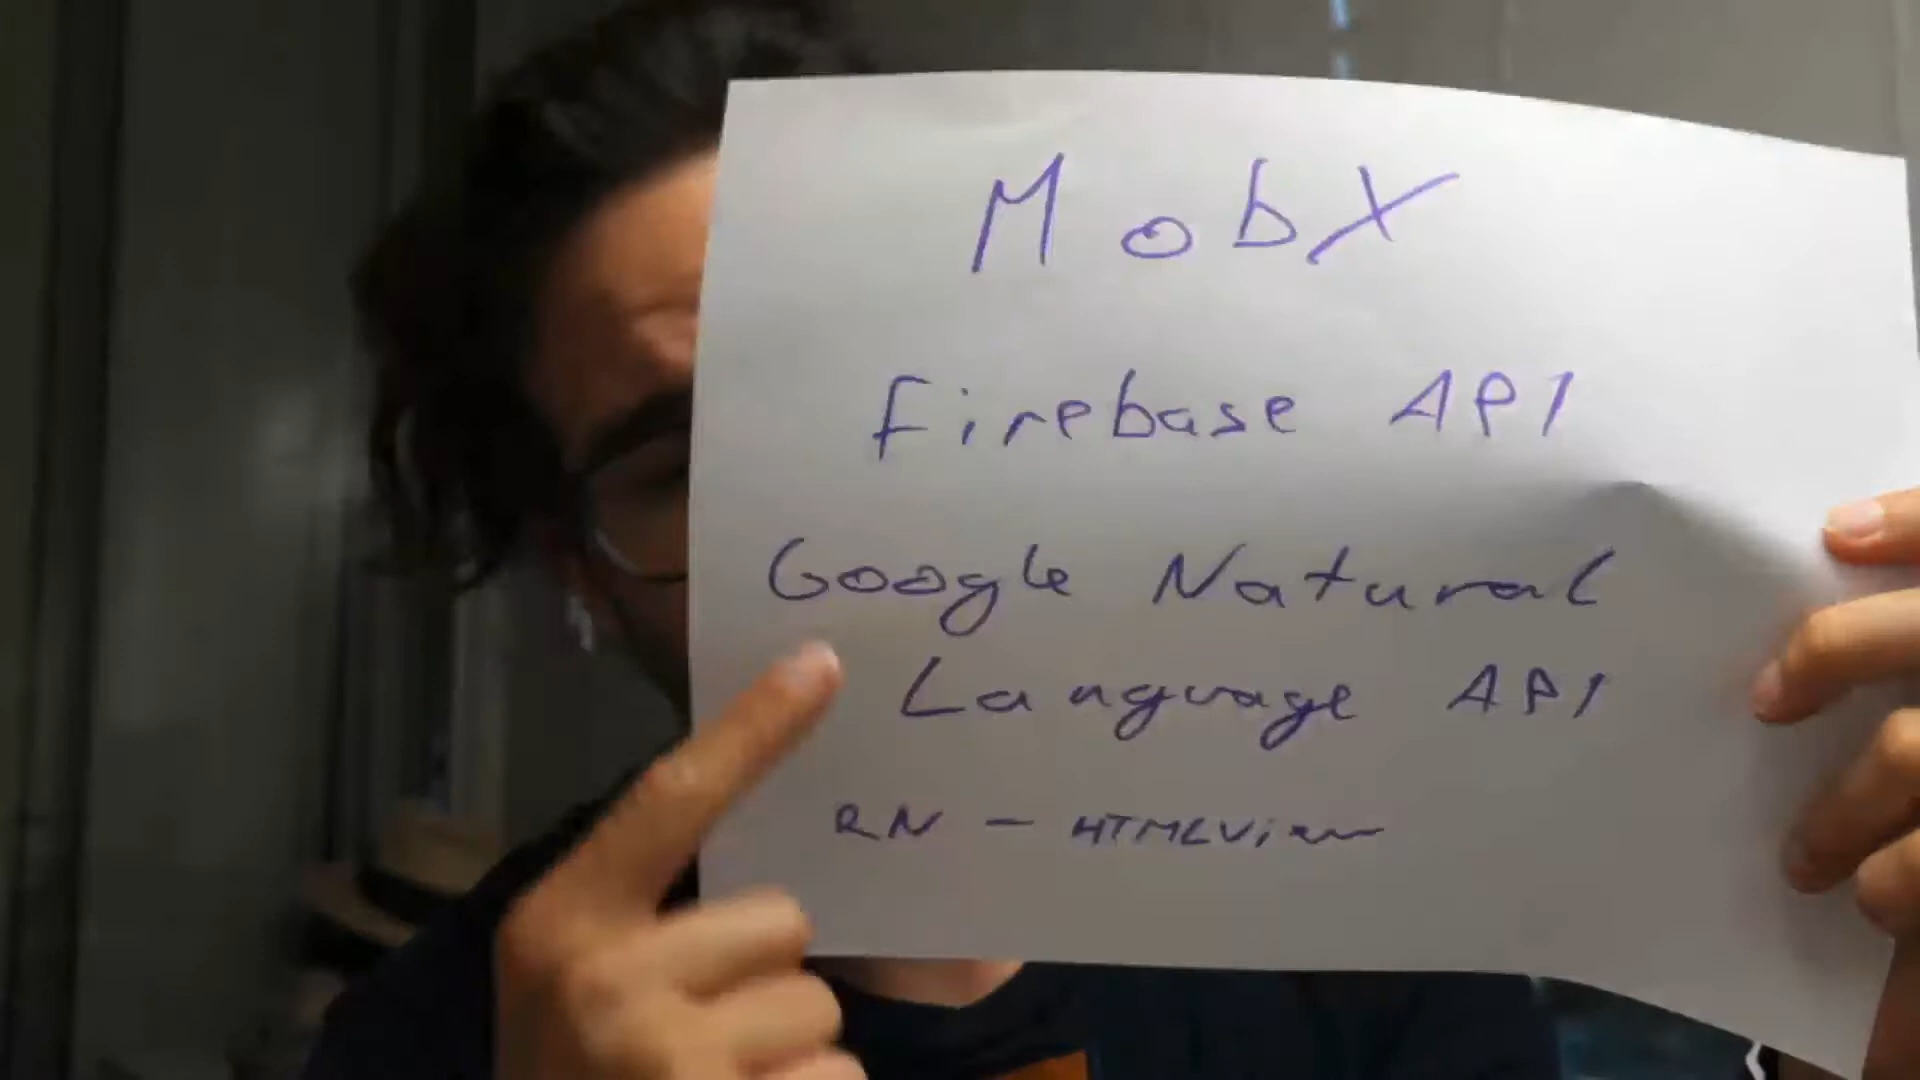 MobX
Firebase API
Google Natural
Language API
RN - HTMLView